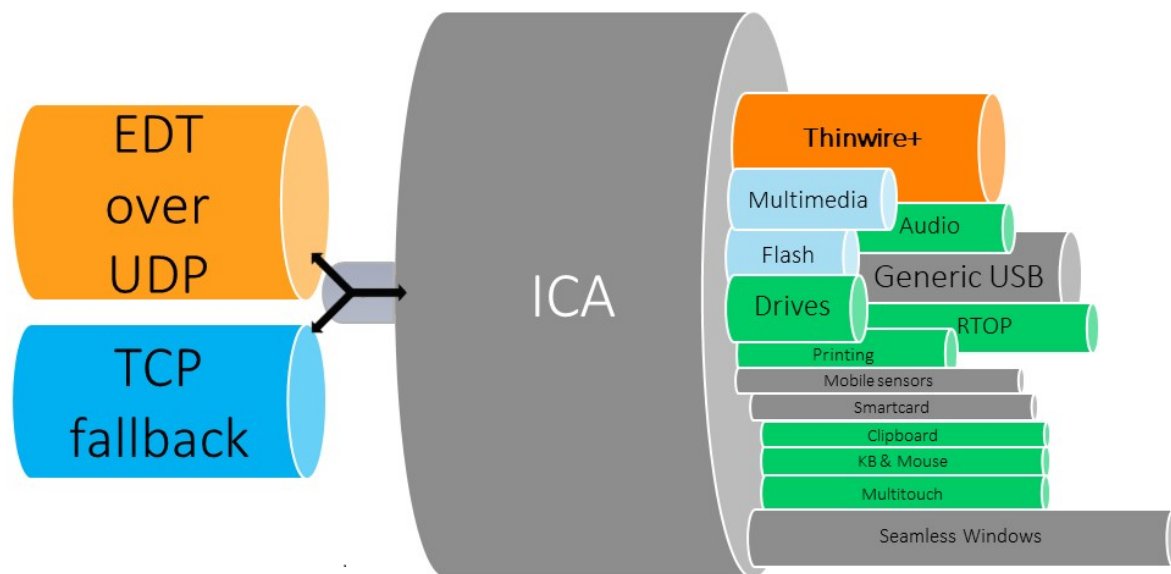 EDT
over
UDP
TCP
fallback
ICA
Thinwire+
Multimedia
Audio
Flash
Generic USB
Drives
RTOP
Printing
Mobile sensors
Smartcard
Clipboard
KB & Mouse
Multitouch
Seamless Windows